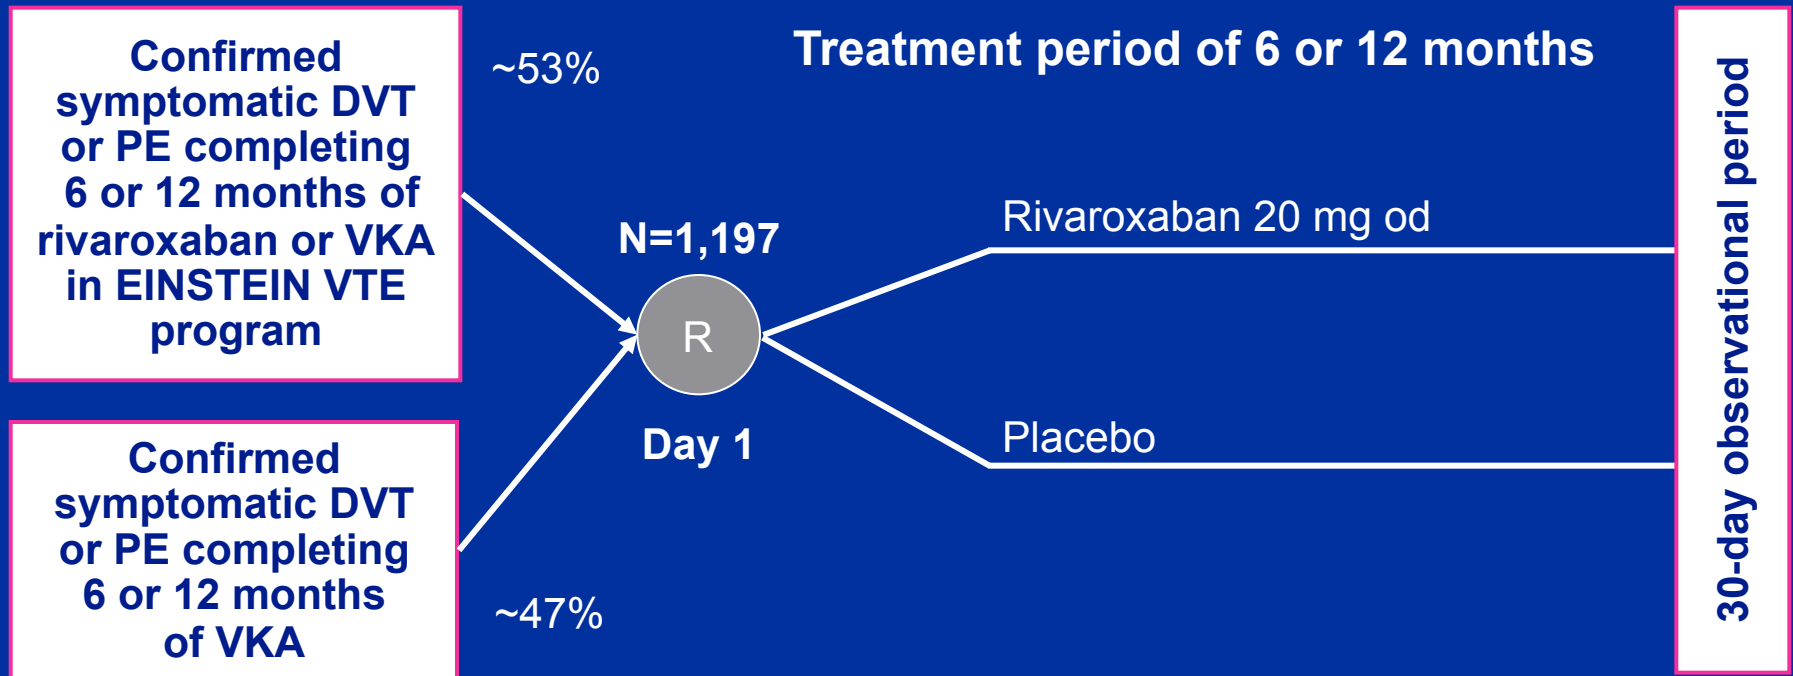 Confirmed
symptomatic DVT
or PE completing
6 or 12 months of
rivaroxaban or VKA
in EINSTEIN VTE
program
~53%
Treatment period of 6 or 12 months
N=1,197
R
Day 1
Rivaroxaban 20 mg od
Placebo
Confirmed
symptomatic DVT
or PE completing
6 or 12 months
of VKA
~47%
30-day observational period